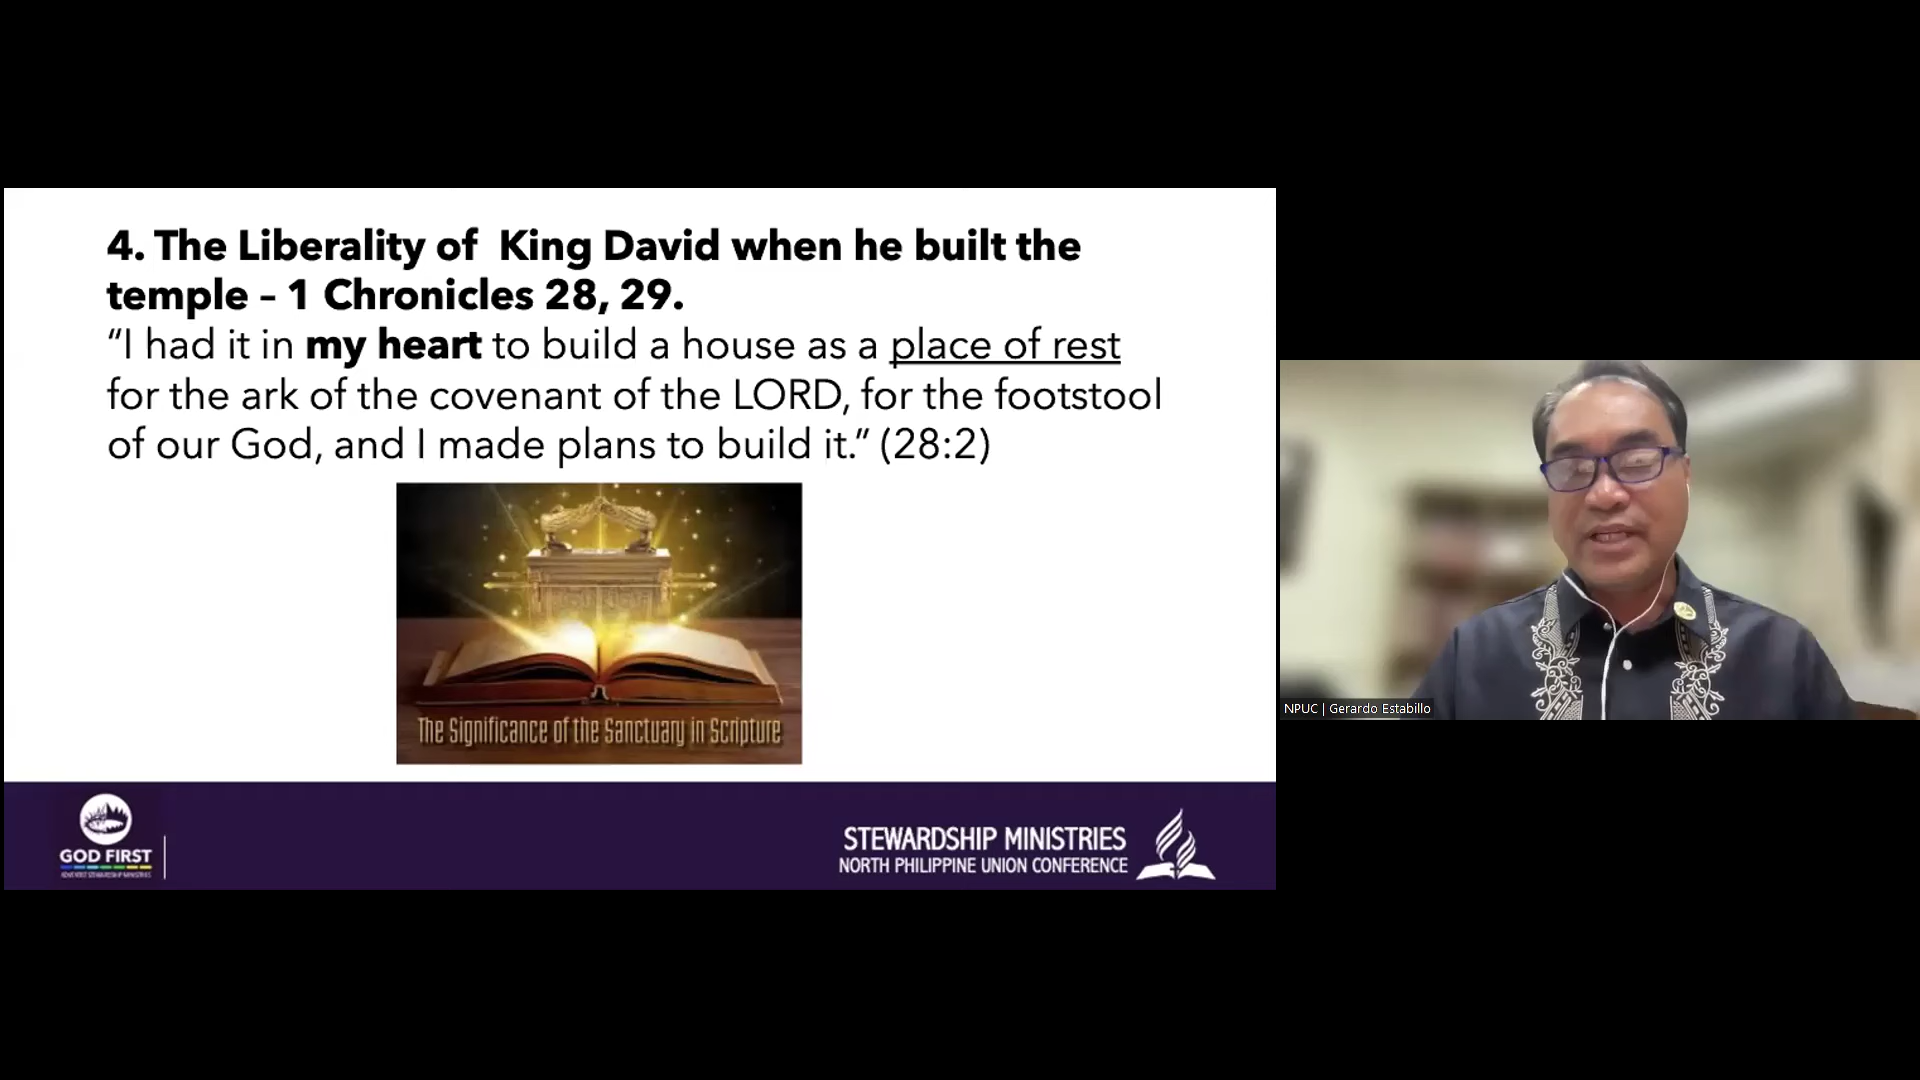 4. The Liberality of King David when he built the
temple – 1 Chronicles 28, 29.
“I had it in my heart to build a house as a place of rest
for the ark of the covenant of the LORD, for the footstool
of our God, and I made plans to build it.” (28:2)
The Significance of the Sanctuary in Scripture
GOD FIRST
ADVENTIST STEWARDSHIP MINISTRIES
STEWARDSHIP MINISTRIES
NORTH PHILIPPINE UNION CONFERENCE
NPUC | Gerardo Estabillo